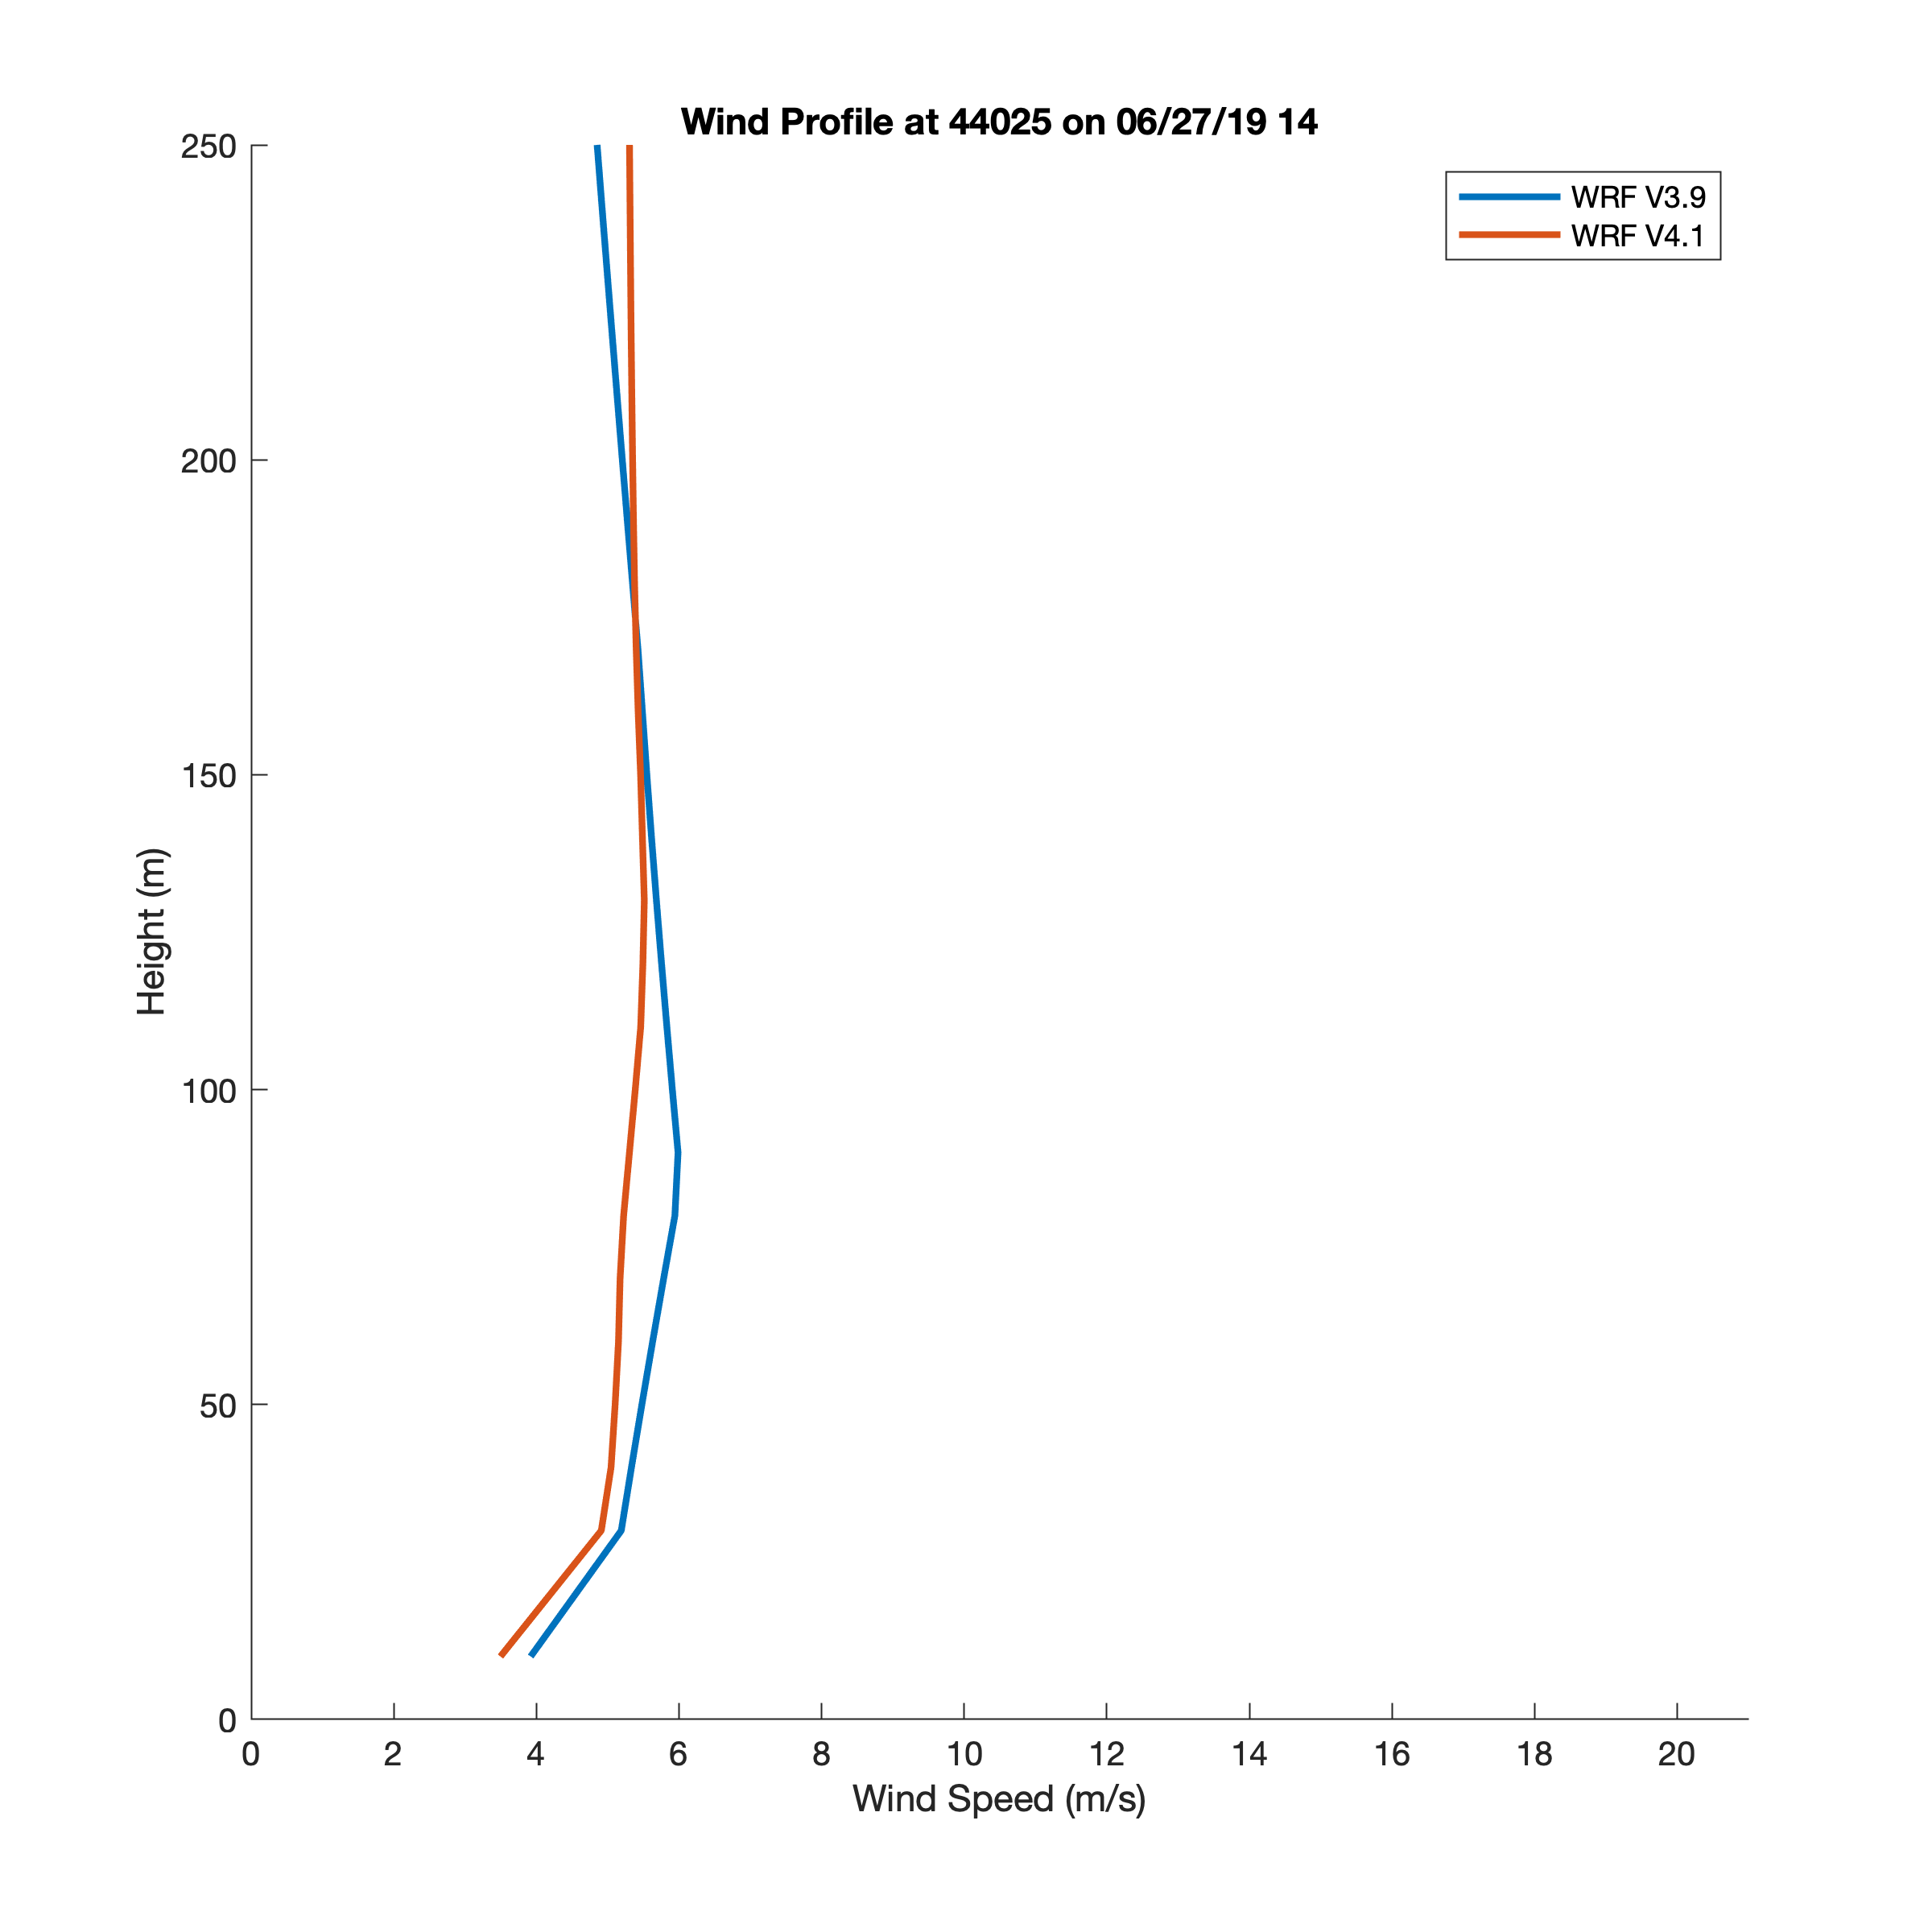 Wind Profile at 44025 on 06/27/19 14
WRF V3.9
WRF V4.1
250
200
150
100
50
0
Height (m)
0 2 4 6 8 10 12 14 16 18 20
Wind Speed (m/s)